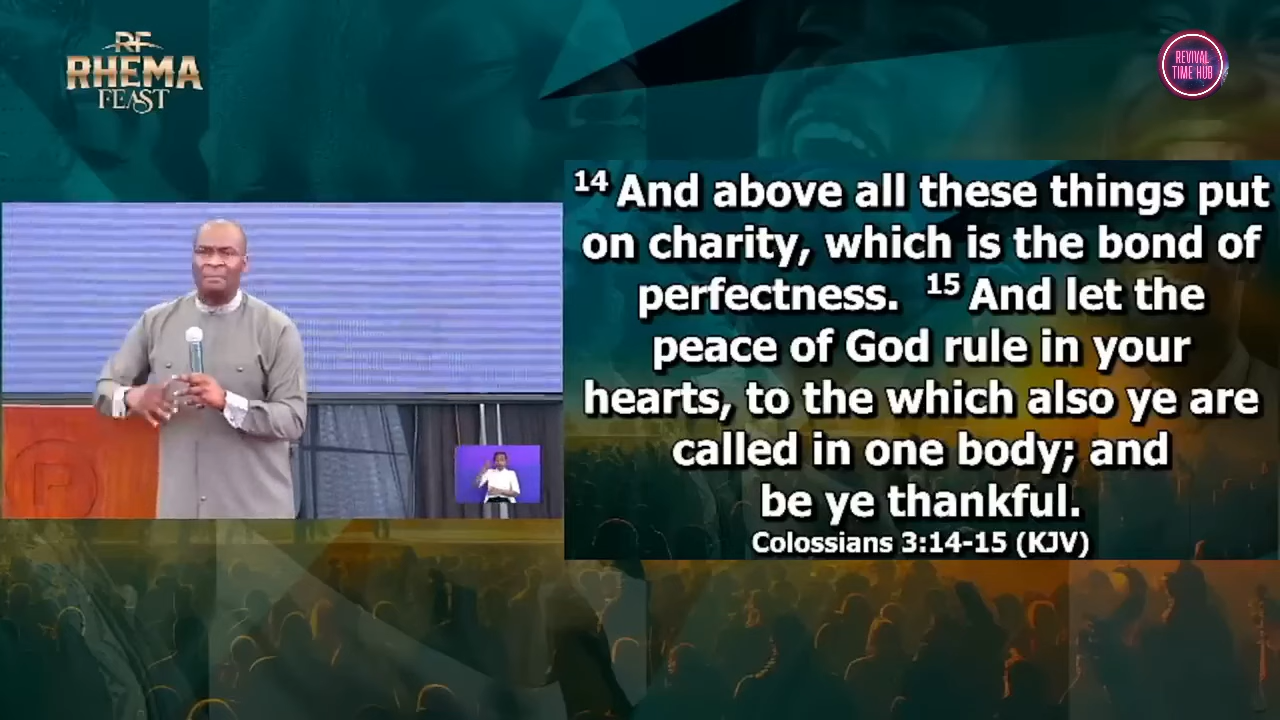 RF
RHEMA
FEAST
REVIVAL
TIME HUB
14 And above all these things put
on charity, which is the bond of
perfectness. 15 And let the
peace of God rule in your
hearts, to the which also ye are
called in one body; and
be ye thankful.
Colossians 3:14-15 (KJV)